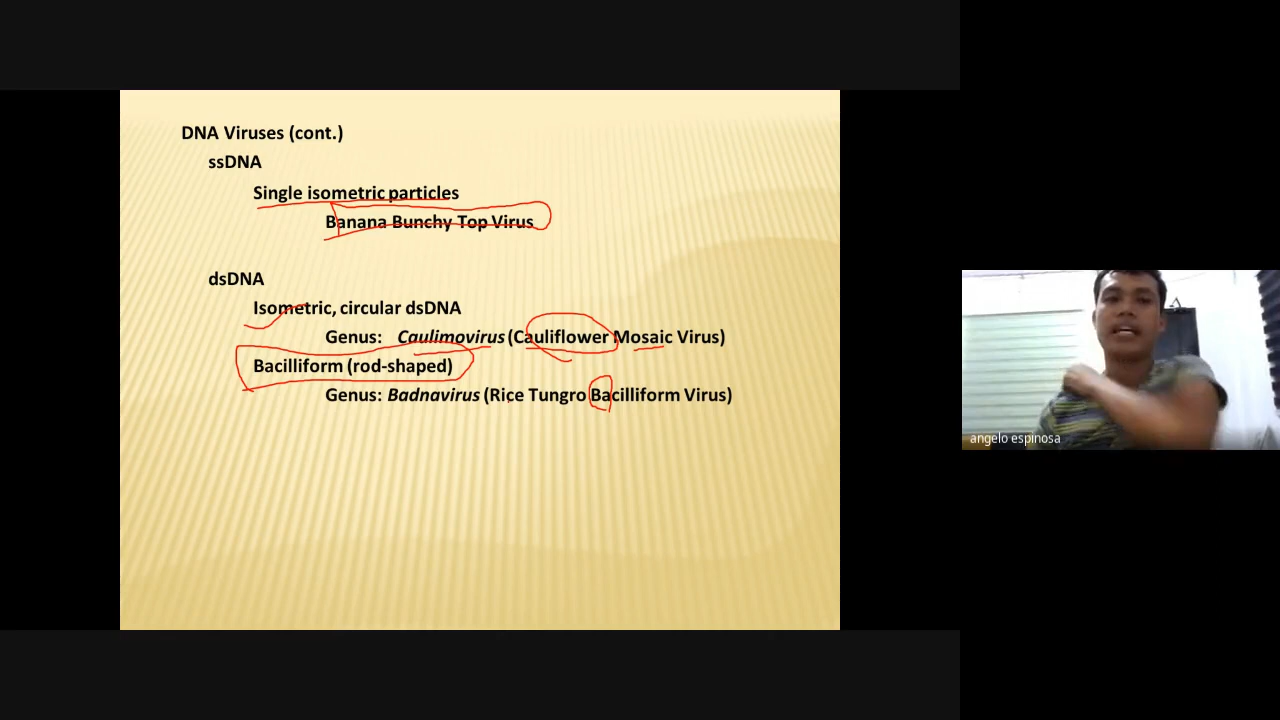 DNA Viruses (cont.)
ssDNA
Single isometric particles
Banana Bunchy Top Virus
dsDNA
Isometric, circular dsDNA
Genus: Caulimovirus (Cauliflower Mosaic Virus)
Bacilliform (rod-shaped)
Genus: Badnavirus (Rice Tungro Bacilliform Virus)
angelo espinosa